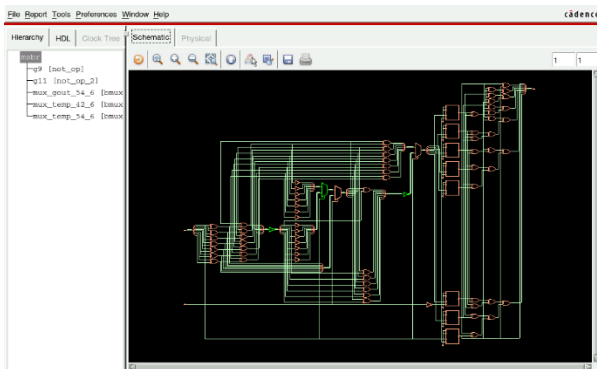 File Report Tools Preferences Window Help
cādence
Hierarchy HDL Clock Tree
Schematic Physical
1 1
motor
g9 [not_op]
g11 [not_op_2]
mux_gout_54_6 [bmux
mux_temp_42_6 [bmux
mux_temp_54_6 [bmux